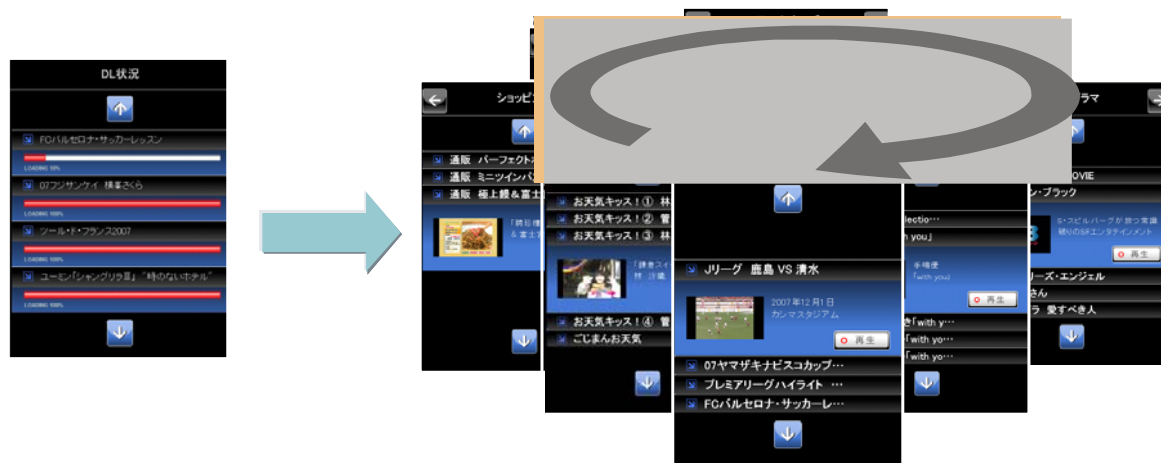 DL状況
FCバルセロナ・サッカーレッスン
LOADING 10%
07フジサンケイ 横峯さくら
LOADING 100%
ツール・ド・フランス2007
LOADING 100%
ユーミン「シャングリラⅢ」"時のないホテル"
LOADING 100%
ショッピ
通販 パーフェクト
通販 ミニツインバ
通販 極上鰻&富士
お天気キッス!① 林
お天気キッス!② 菅
お天気キッス!③ 林
お天気キッス!④ 菅
ごじまんお天気
Jリーグ 鹿島 VS 清水
2007年12月1日
カシマスタジアム
再生
07ヤマザキナビスコカップ…
プレミアリーグハイライト …
FCバルセロナ・サッカーレ…
lectio…
you」
手嶌葵
「with you」
再生
「with y…
「with yo…
「with yo…
ラマ
OVIE
ン・ブラック
S・スピルバーグが放つ常識
破りのSFエンタテインメント
再生
リーズ・エンジェル
さん
ラ 愛すべき人